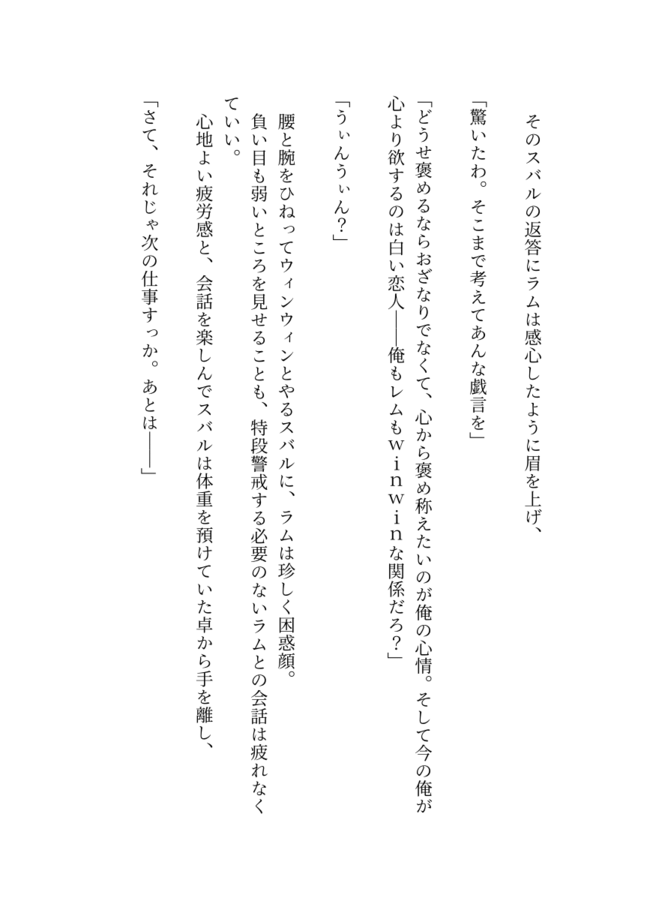 そのスバルの返答にラムは感心したように眉を上げ、
「驚いたわ。そこまで考えてあんな戯言を」
「どうせ褒めるならおざなりでなくて、心から褒め称えたいのが俺の心情。そして今の俺が
心より欲するのは白い恋人――俺もレムもｗｉｎｗｉｎな関係だろ？」
「うぃんうぃん？」
腰と腕をひねってウィンウィンとやるスバルに、ラムは珍しく困惑顔。
負い目も弱いところを見せることも、特段警戒する必要のないラムとの会話は疲れなく
ていい。
心地よい疲労感と、会話を楽しんでスバルは体重を預けていた卓から手を離し、
「さて、それじゃ次の仕事すっか。あとは――」